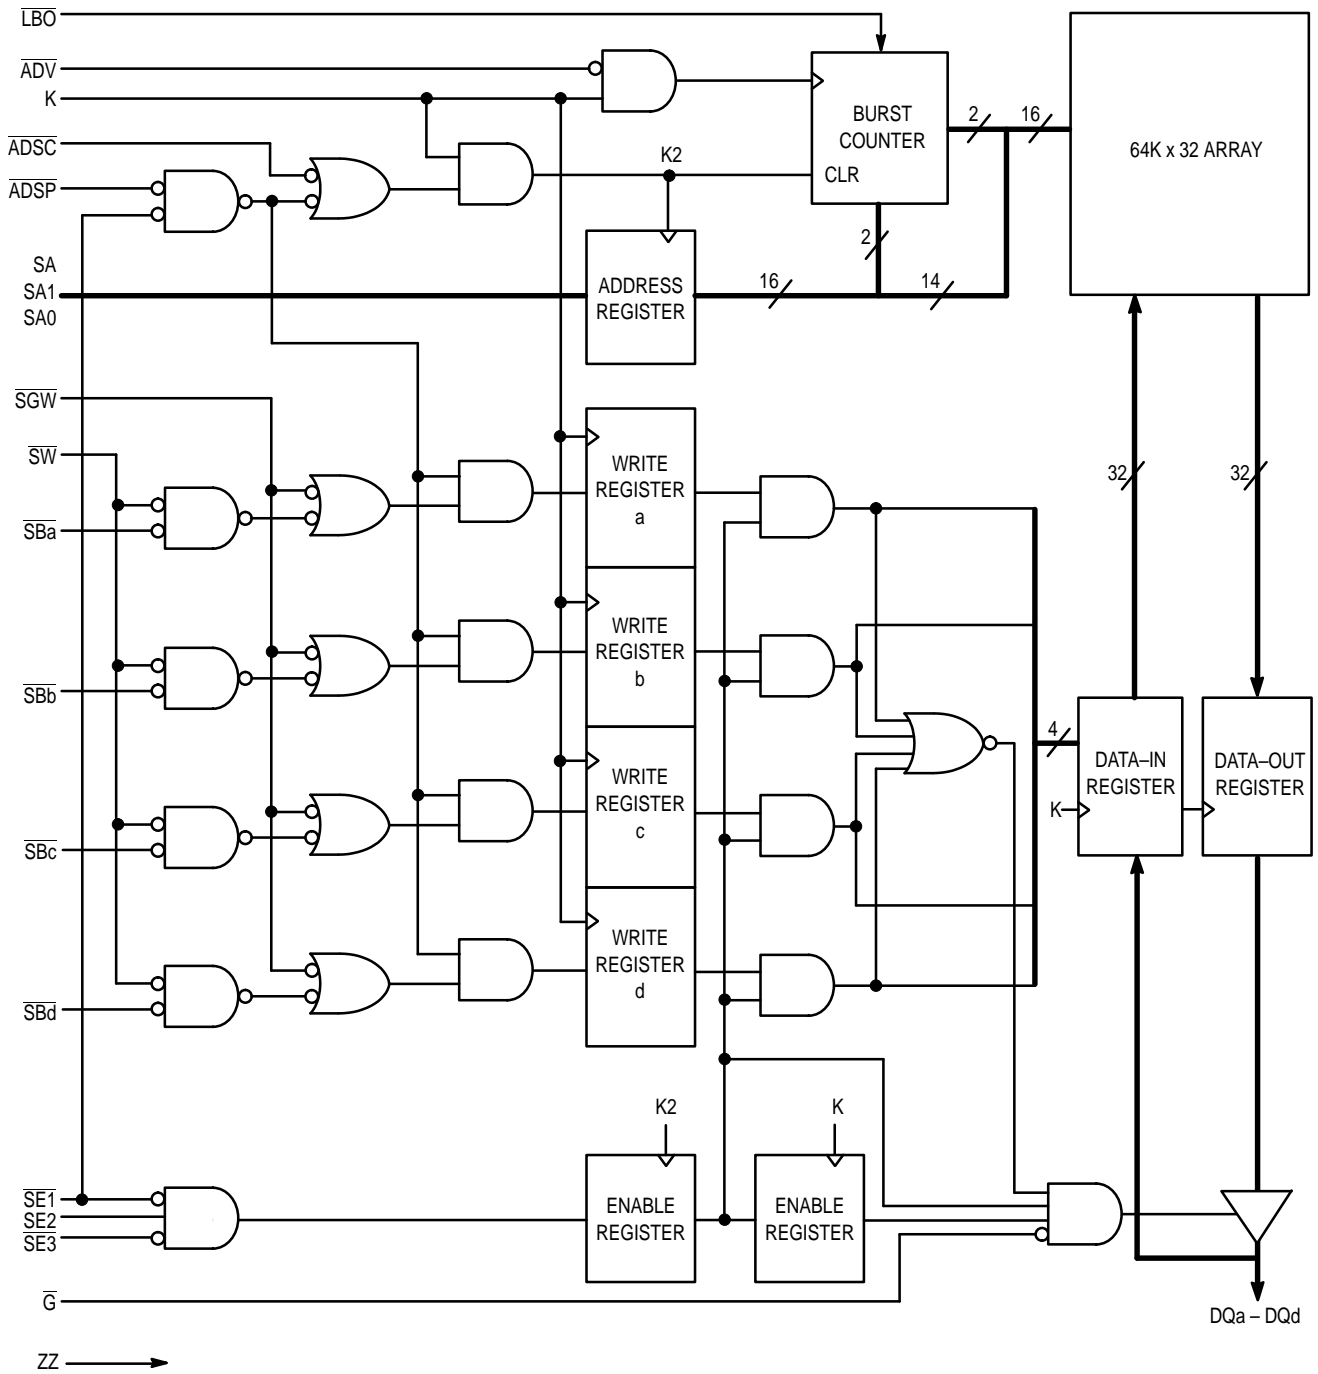 LBO
ADV
K
ADSC
ADSP
SA
SA1
SA0
K2
BURST
COUNTER
CLR
2
16
64K x 32 ARRAY
2
ADDRESS
REGISTER
16
14
SGW
SW
SBa
SBb
SBc
SBd
WRITE
REGISTER
a
WRITE
REGISTER
b
WRITE
REGISTER
c
WRITE
REGISTER
d
32
32
4
DATA–IN
REGISTER
K
DATA–OUT
REGISTER
K2
K
SE1
SE2
SE3
ENABLE
REGISTER
ENABLE
REGISTER
G
DQa – DQd
ZZ